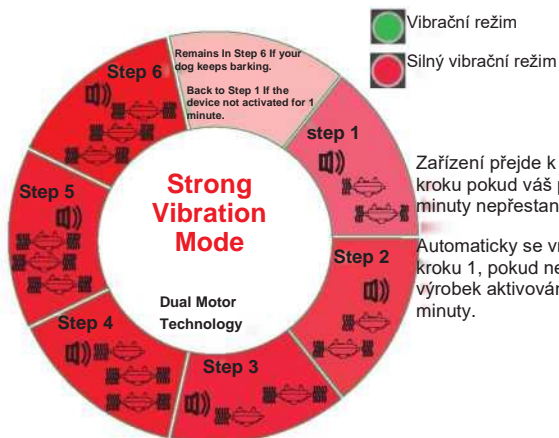 Vibrační režim
Silný vibrační režim
Remains In Step 6 If your
dog keeps barking.
Back to Step 1 If the
device not activated for 1
minute.
step 1
Step 2
Step 3
Step 4
Step 5
Step 6
Strong
Vibration
Mode
Dual Motor
Technology
Zařízení přejde k
kroku pokud váš
minuty nepřestan
Automaticky se
kroku 1, pokud
výrobek aktivován
minuty.